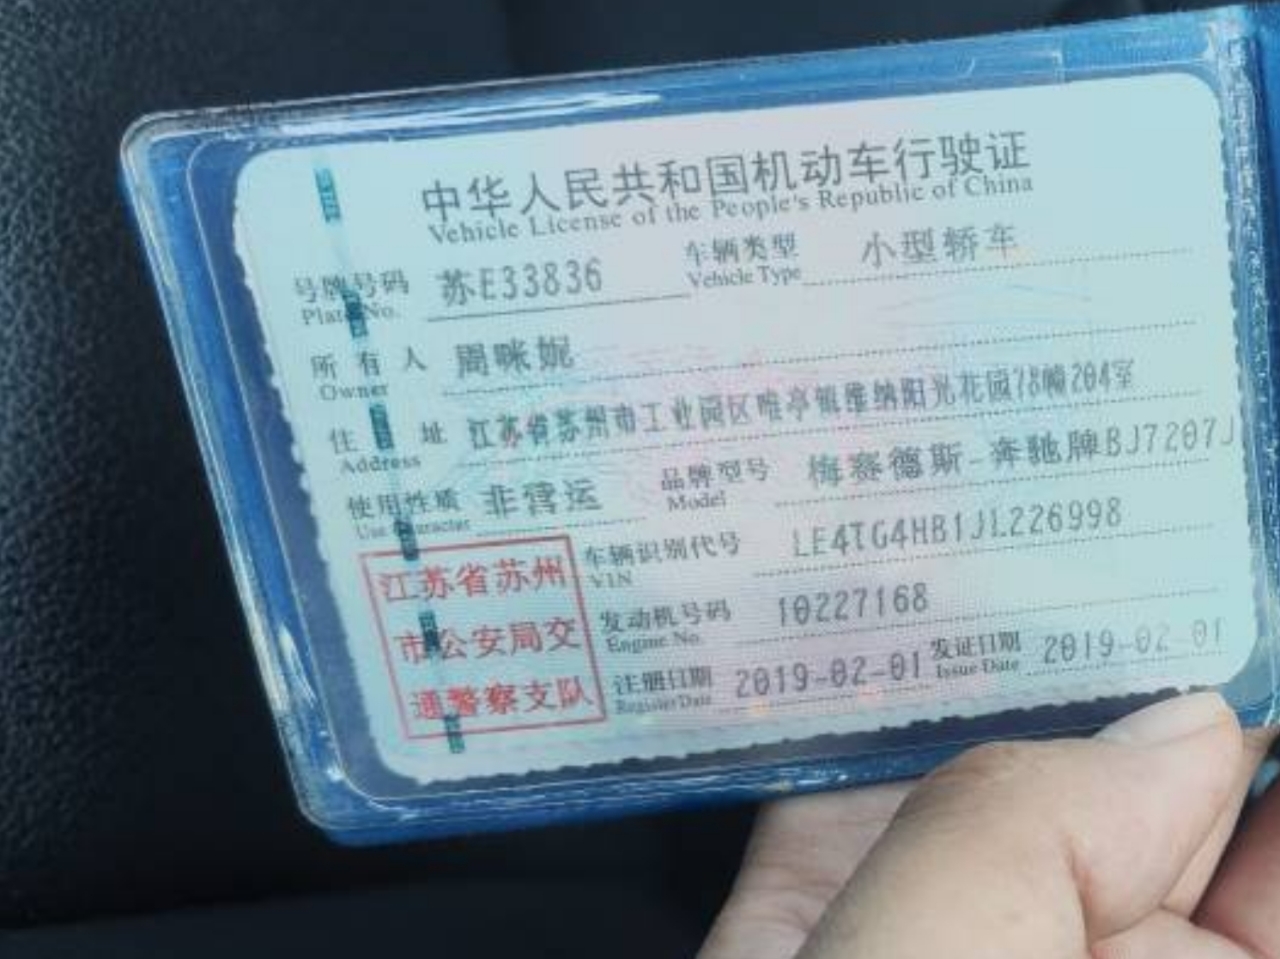 中华人民共和国机动车行驶证
Vehicle License of the People's Republic of China
号牌号码 苏E33836 车辆类型 小型轿车
Plate No. Vehicle Type
所有人 周咪妮
Owner
住址 江苏省苏州市工业园区唯亭镇维纳阳光花园78幢204室
Address
使用性质 非营运 品牌型号 梅赛德斯-奔驰牌BJ7207J
Use Character Model
江苏省苏州
市公安局交
通警察支队
车辆识别代号 LE4TG4HB1JL226998
VIN
发动机号码 10227168
Engine No.
注册日期 2019-02-01 发证日期 2019-02-01
Register Date Issue Date